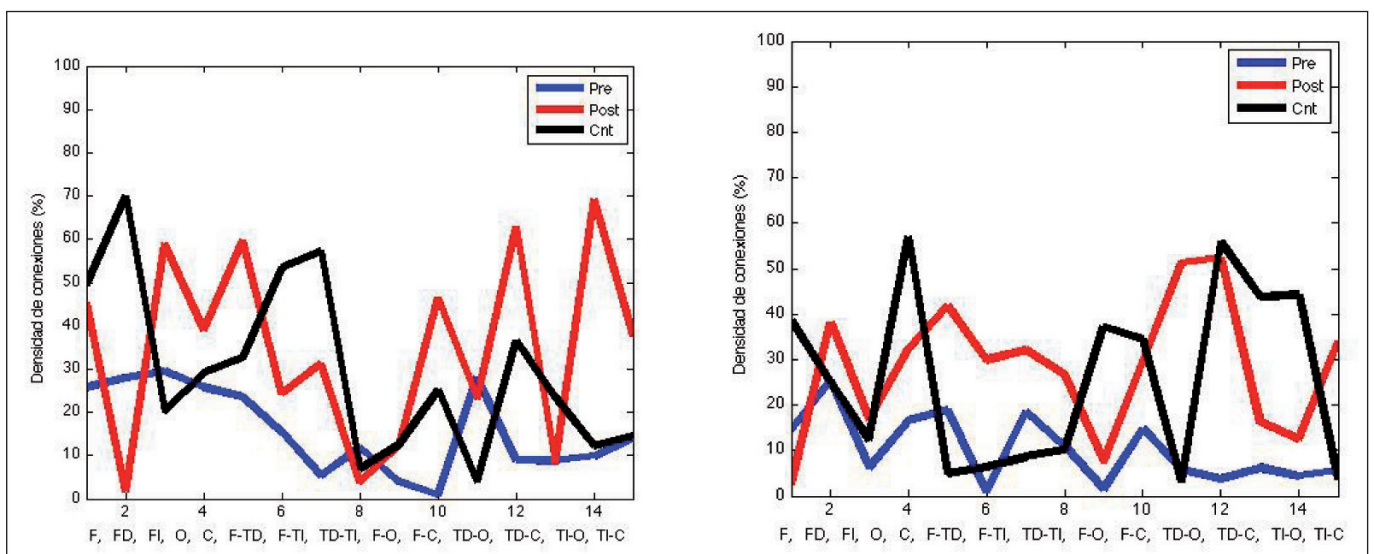 100
90
80
70
60
50
40
30
20
10
0
Densidad de conexiones (%)
Pre
Post
Cnt
2 4 6 8 10 12 14
F, FD, FI, O, C, F-TD, F-TI, TD-TI, F-O, F-C, TD-O, TD-C, TI-O, TI-C
100
90
80
70
60
50
40
30
20
10
0
Densidad de conexiones (%)
Pre
Post
Cnt
2 4 6 8 10 12 14
F, FD, FI, O, C, F-TD, F-TI, TD-TI, F-O, F-C, TD-O, TD-C, TI-O, TI-C